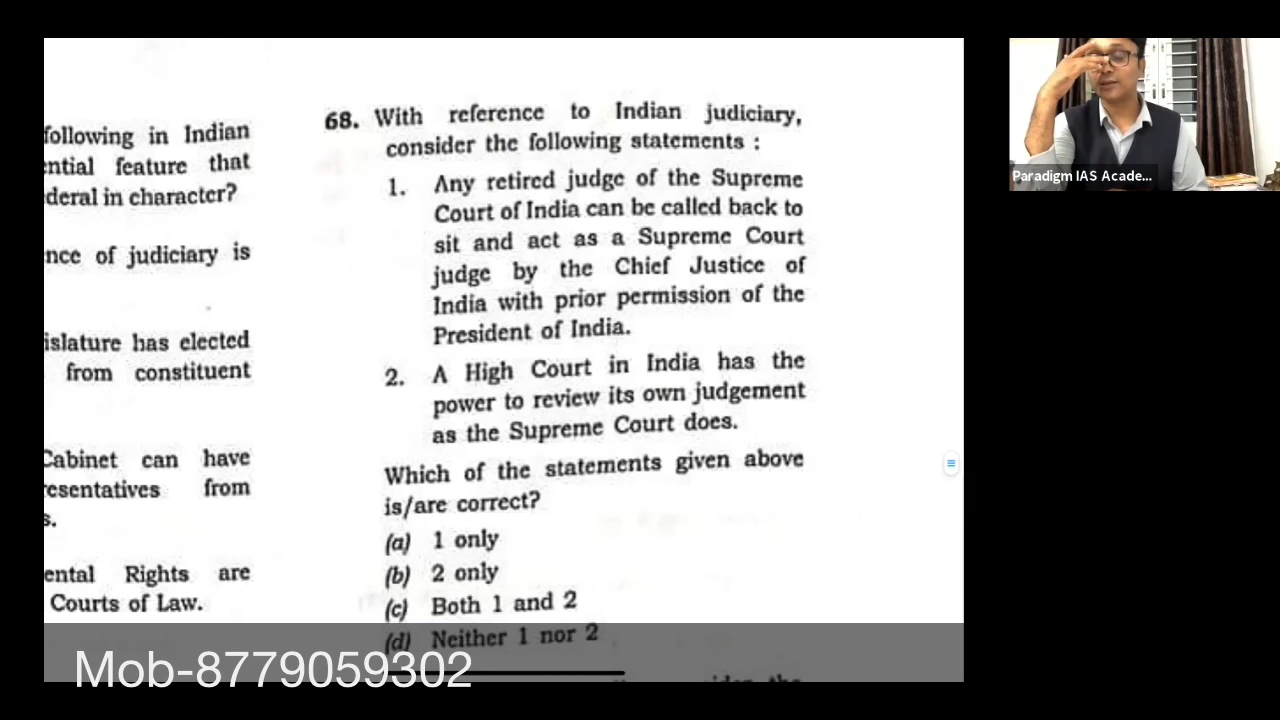 following in Indian
ential feature that
deral in character?
nce of judiciary is
islature has elected
from constituent
Cabinet can have
resentatives from
s.
ental Rights are
Courts of Law.
68. With reference to Indian judiciary,
consider the following statements :
1. Any retired judge of the Supreme
Court of India can be called back to
sit and act as a Supreme Court
judge by the Chief Justice of
India with prior permission of the
President of India.
2. A High Court in India has the
power to review its own judgement
as the Supreme Court does.
Which of the statements given above
is/are correct?
(a) 1 only
(b) 2 only
(c) Both 1 and 2
(d) Neither 1 nor 2
Mob-8779059302
Paradigm IAS Acade...